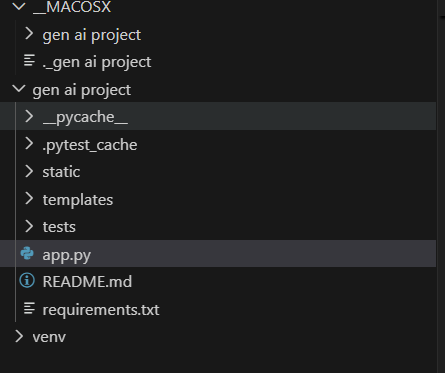 __MACOSX
gen ai project
._gen ai project
gen ai project
__pycache__
.pytest_cache
static
templates
tests
app.py
README.md
requirements.txt
venv